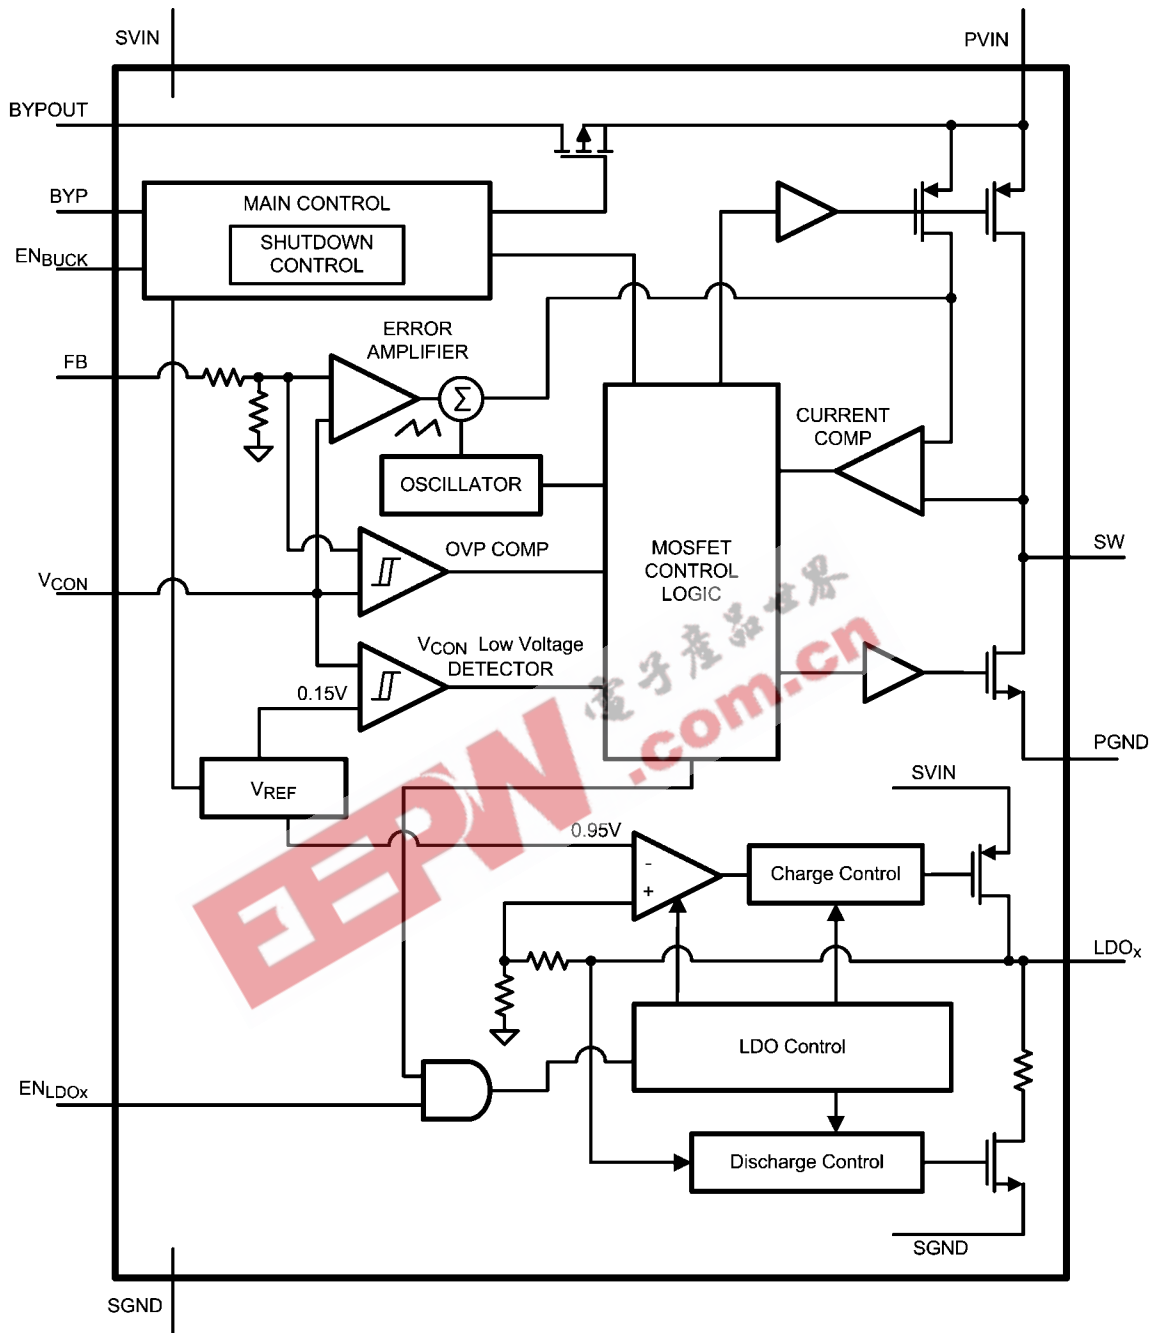 SVIN
PVIN
BYPOUT
BYP
MAIN CONTROL
SHUTDOWN
CONTROL
ENBUCK
ERROR
AMPLIFIER
FB
Σ
CURRENT
COMP
OSCILLATOR
OVP COMP
MOSFET
CONTROL
LOGIC
SW
VCON
VCON Low Voltage
DETECTOR
0.15V
電子產品世界
EEPW.com.cn
PGND
VREF
SVIN
0.95V
-
+
Charge Control
LDOx
LDO Control
ENLDOx
Discharge Control
SGND
SGND